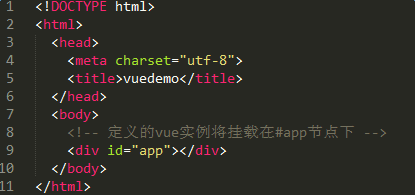 1 <!DOCTYPE html>
2 <html>
3 <head>
4 <meta charset="utf-8">
5 <title>vuedemo</title>
6 </head>
7 <body>
8 <!-- 定义的vue实例将挂载在#app节点下 -->
9 <div id="app"></div>
10 </body>
11 </html>